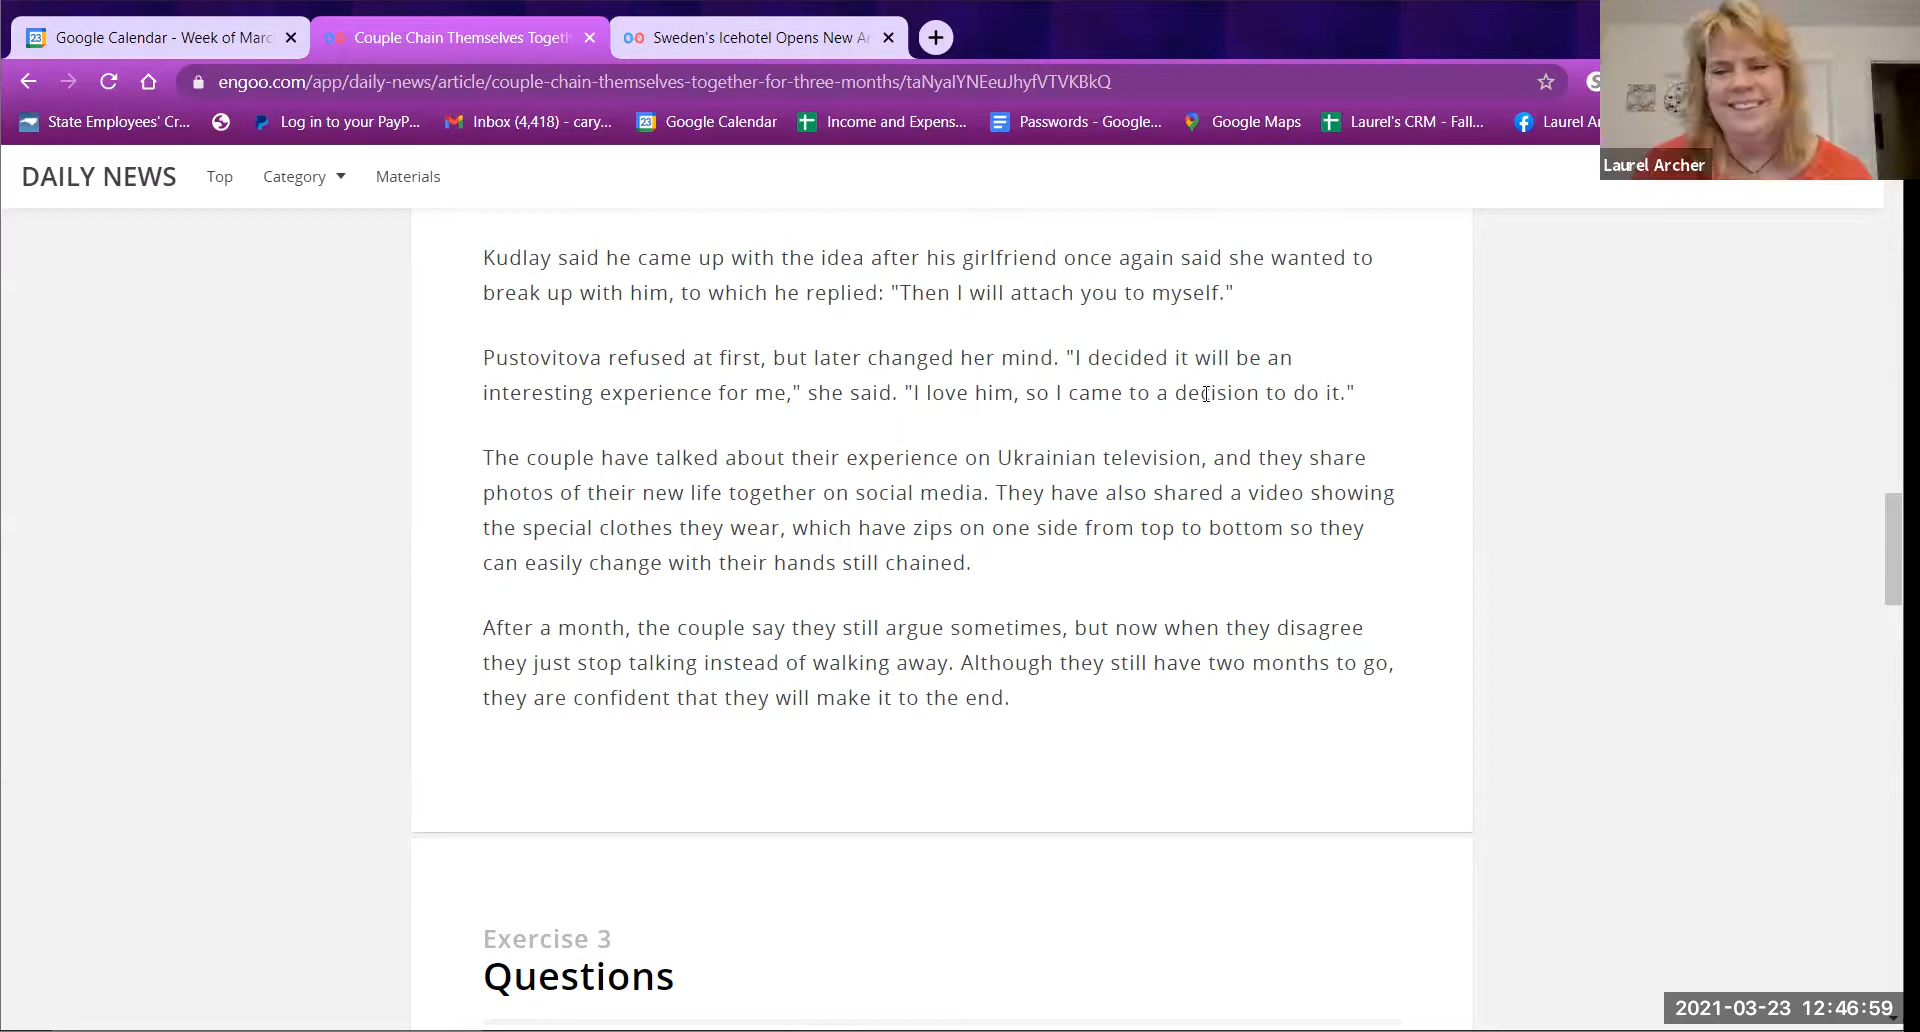 Google Calendar - Week of Marc
Couple Chain Themselves Togeth
Sweden's Icehotel Opens New A
engoo.com/app/daily-news/article/couple-chain-themselves-together-for-three-months/taNyaIYNEeuJhyfVTVKBkQ
State Employees' Cr...
Log in to your PayP...
Inbox (4,418) - cary...
Google Calendar
Income and Expens...
Passwords - Google...
Google Maps
Laurel's CRM - Fall...
Laurel Ar
Laurel Archer
DAILY NEWS
Top
Category
Materials
Kudlay said he came up with the idea after his girlfriend once again said she wanted to
break up with him, to which he replied: "Then I will attach you to myself."
Pustovitova refused at first, but later changed her mind. "I decided it will be an
interesting experience for me," she said. "I love him, so I came to a decision to do it."
The couple have talked about their experience on Ukrainian television, and they share
photos of their new life together on social media. They have also shared a video showing
the special clothes they wear, which have zips on one side from top to bottom so they
can easily change with their hands still chained.
After a month, the couple say they still argue sometimes, but now when they disagree
they just stop talking instead of walking away. Although they still have two months to go,
they are confident that they will make it to the end.
Exercise 3
Questions
2021-03-23 12:46:59